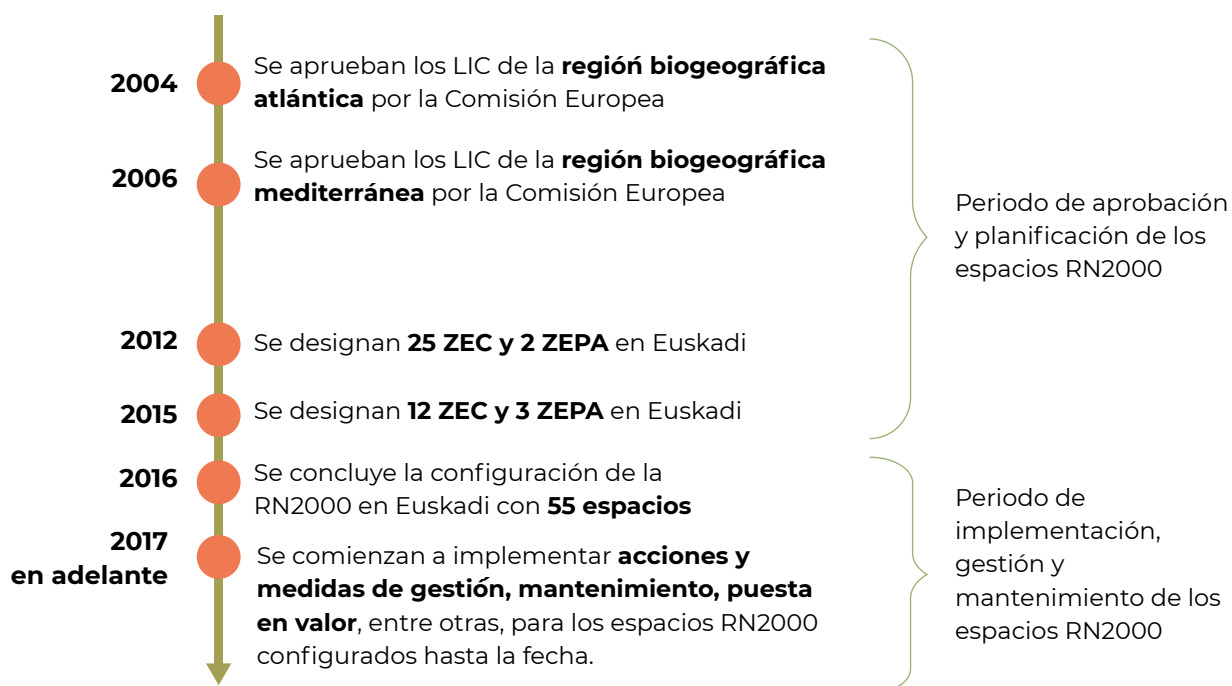 2004
Se aprueban los LIC de la región biogeográfica
atlántica por la Comisión Europea
2006
Se aprueban los LIC de la región biogeográfica
mediterránea por la Comisión Europea
Periodo de aprobación
y planificación de los
espacios RN2000
2012
Se designan 25 ZEC y 2 ZEPA en Euskadi
2015
Se designan 12 ZEC y 3 ZEPA en Euskadi
2016
Se concluye la configuración de la
RN2000 en Euskadi con 55 espacios
2017
en adelante
Se comienzan a implementar acciones y
medidas de gestión, mantenimiento, puesta
en valor, entre otras, para los espacios RN2000
configurados hasta la fecha.
Periodo de
implementación,
gestión y
mantenimiento de los
espacios RN2000